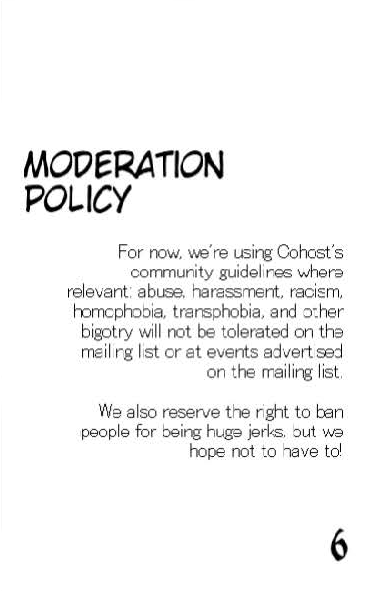 MODERATION
POLICY
For now, we're using Cohost's
community guidelines where
relevant: abuse, harassment, racism,
homophobia, transphobia, and other
bigotry will not be tolerated on the
mailing list or at events advertised
on the mailing list.
We also reserve the right to ban
people for being huge jerks, but we
hope not to have to!
6